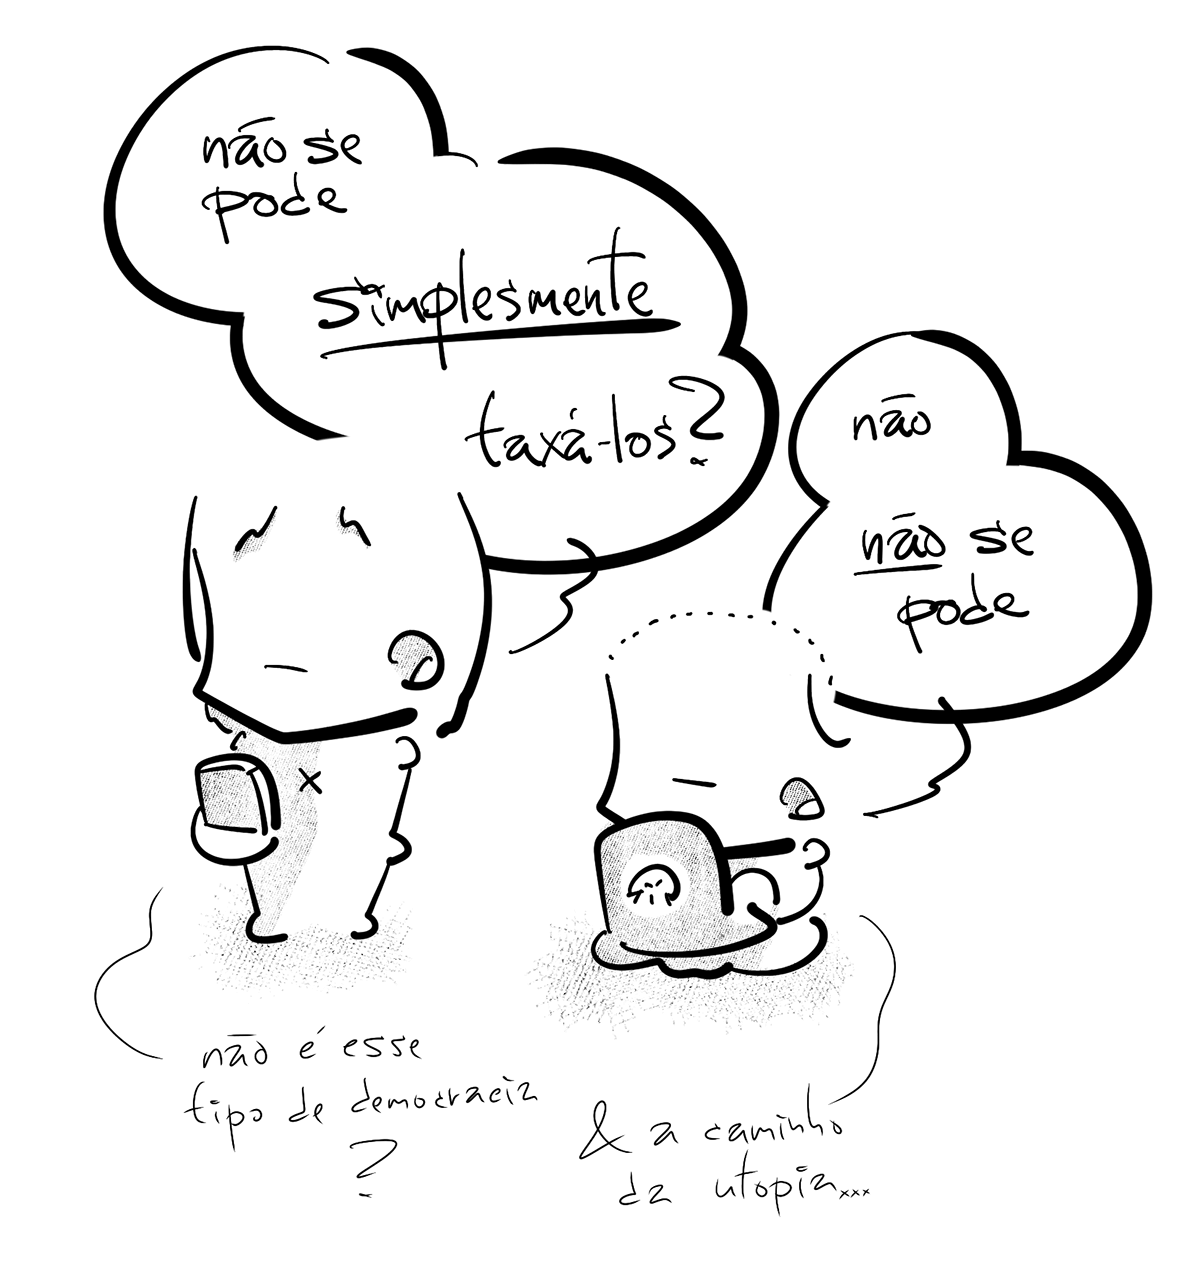 não se
pode
simplesmente
taxá-los?
não
não se
pode
não é esse
tipo de democracia
?
& a caminho
da utopia...